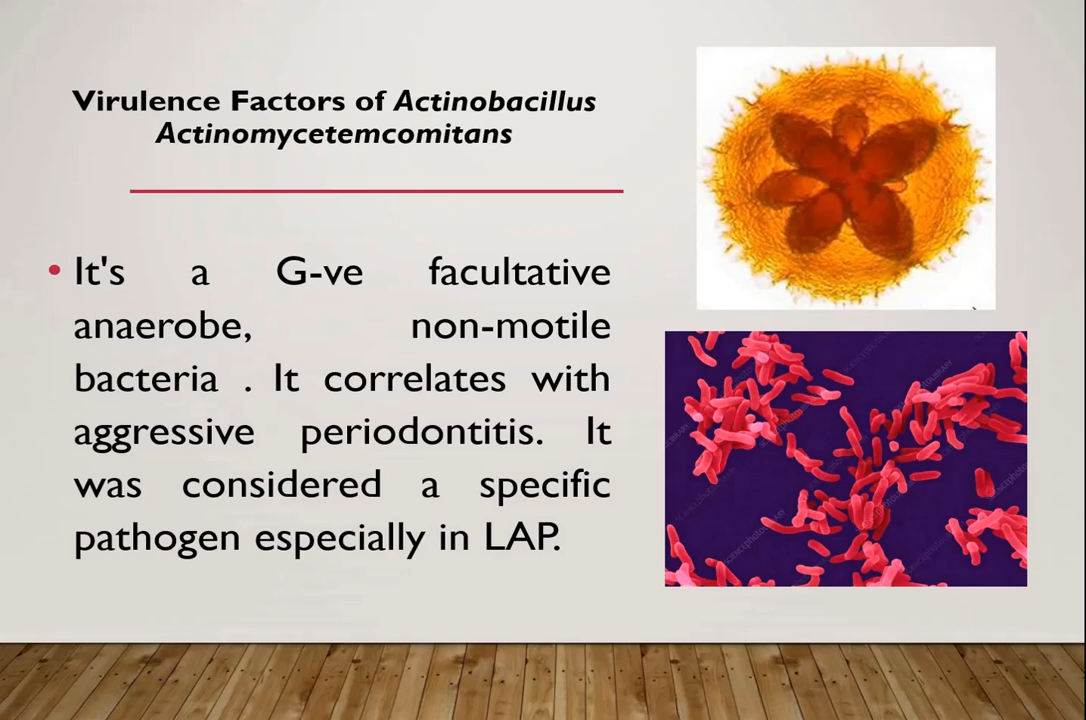 Virulence Factors of Actinobacillus
Actinomycetemcomitans
• It's a G-ve facultative
anaerobe, non-motile
bacteria . It correlates with
aggressive periodontitis. It
was considered a specific
pathogen especially in LAP.